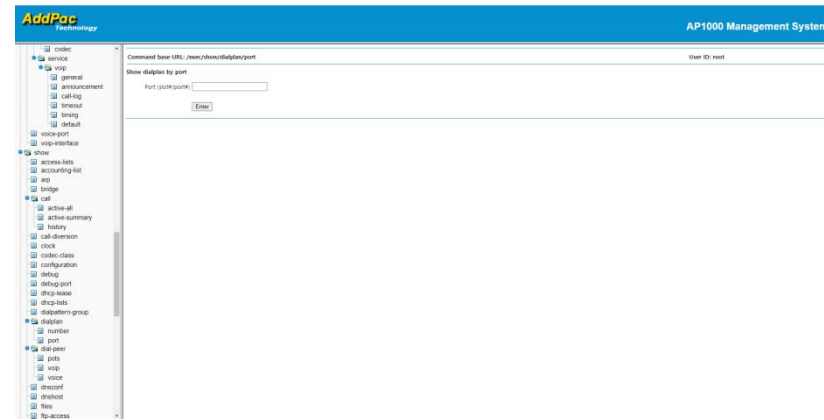 AddPac
Technology
AP1000 Management System
codec
service
voip
general
announcement
call-log
timeout
timing
default
voice-port
voip-interface
show
access-lists
accounting-list
arp
bridge
call
active-all
active-summary
history
call-diversion
clock
codec-class
configuration
debug
debug-port
dhcp-lease
dhcp-lists
dialpattern-group
dialplan
number
port
dial-peer
pots
voip
voice
dnsconf
dnshost
files
ftp-access
Command base-URL: /exec/show/dialplan/port User ID: root
Show dialplan by port
Port (slot#/port#)
Enter